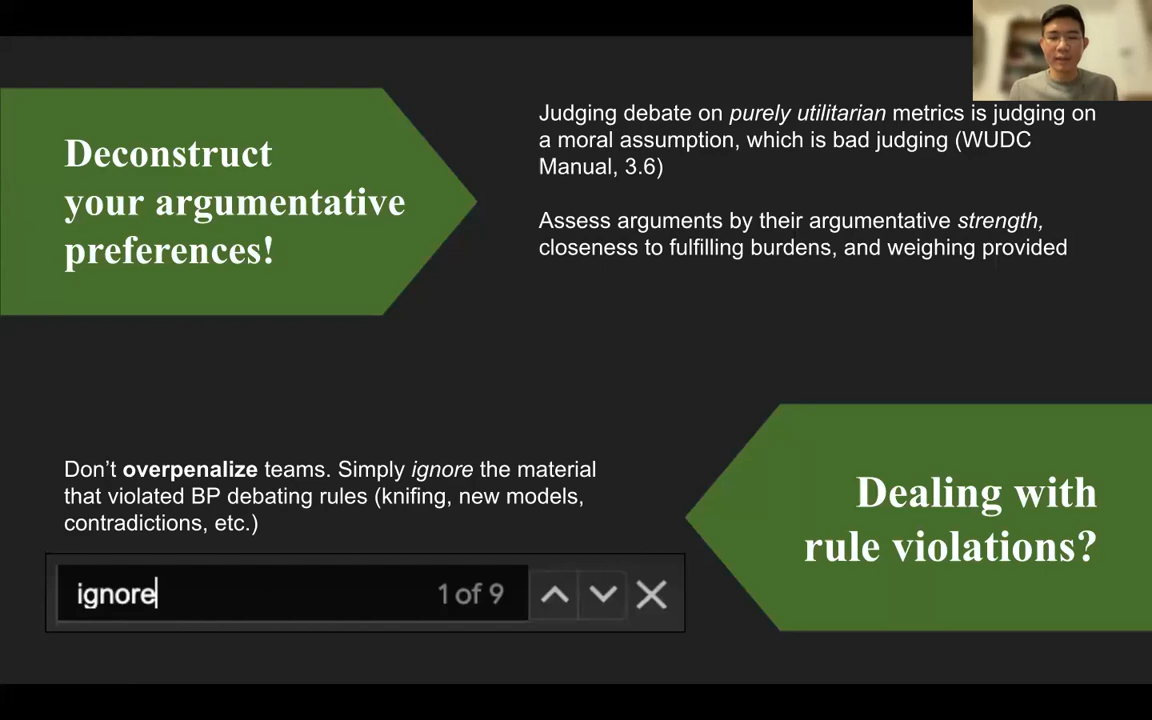 Deconstruct
your argumentative
preferences!
Judging debate on purely utilitarian metrics is judging on
a moral assumption, which is bad judging (WUDC
Manual, 3.6)
Assess arguments by their argumentative strength,
closeness to fulfilling burdens, and weighing provided
Don’t overpenalize teams. Simply ignore the material
that violated BP debating rules (knifing, new models,
contradictions, etc.)
ignore 1 of 9
Dealing with
rule violations?